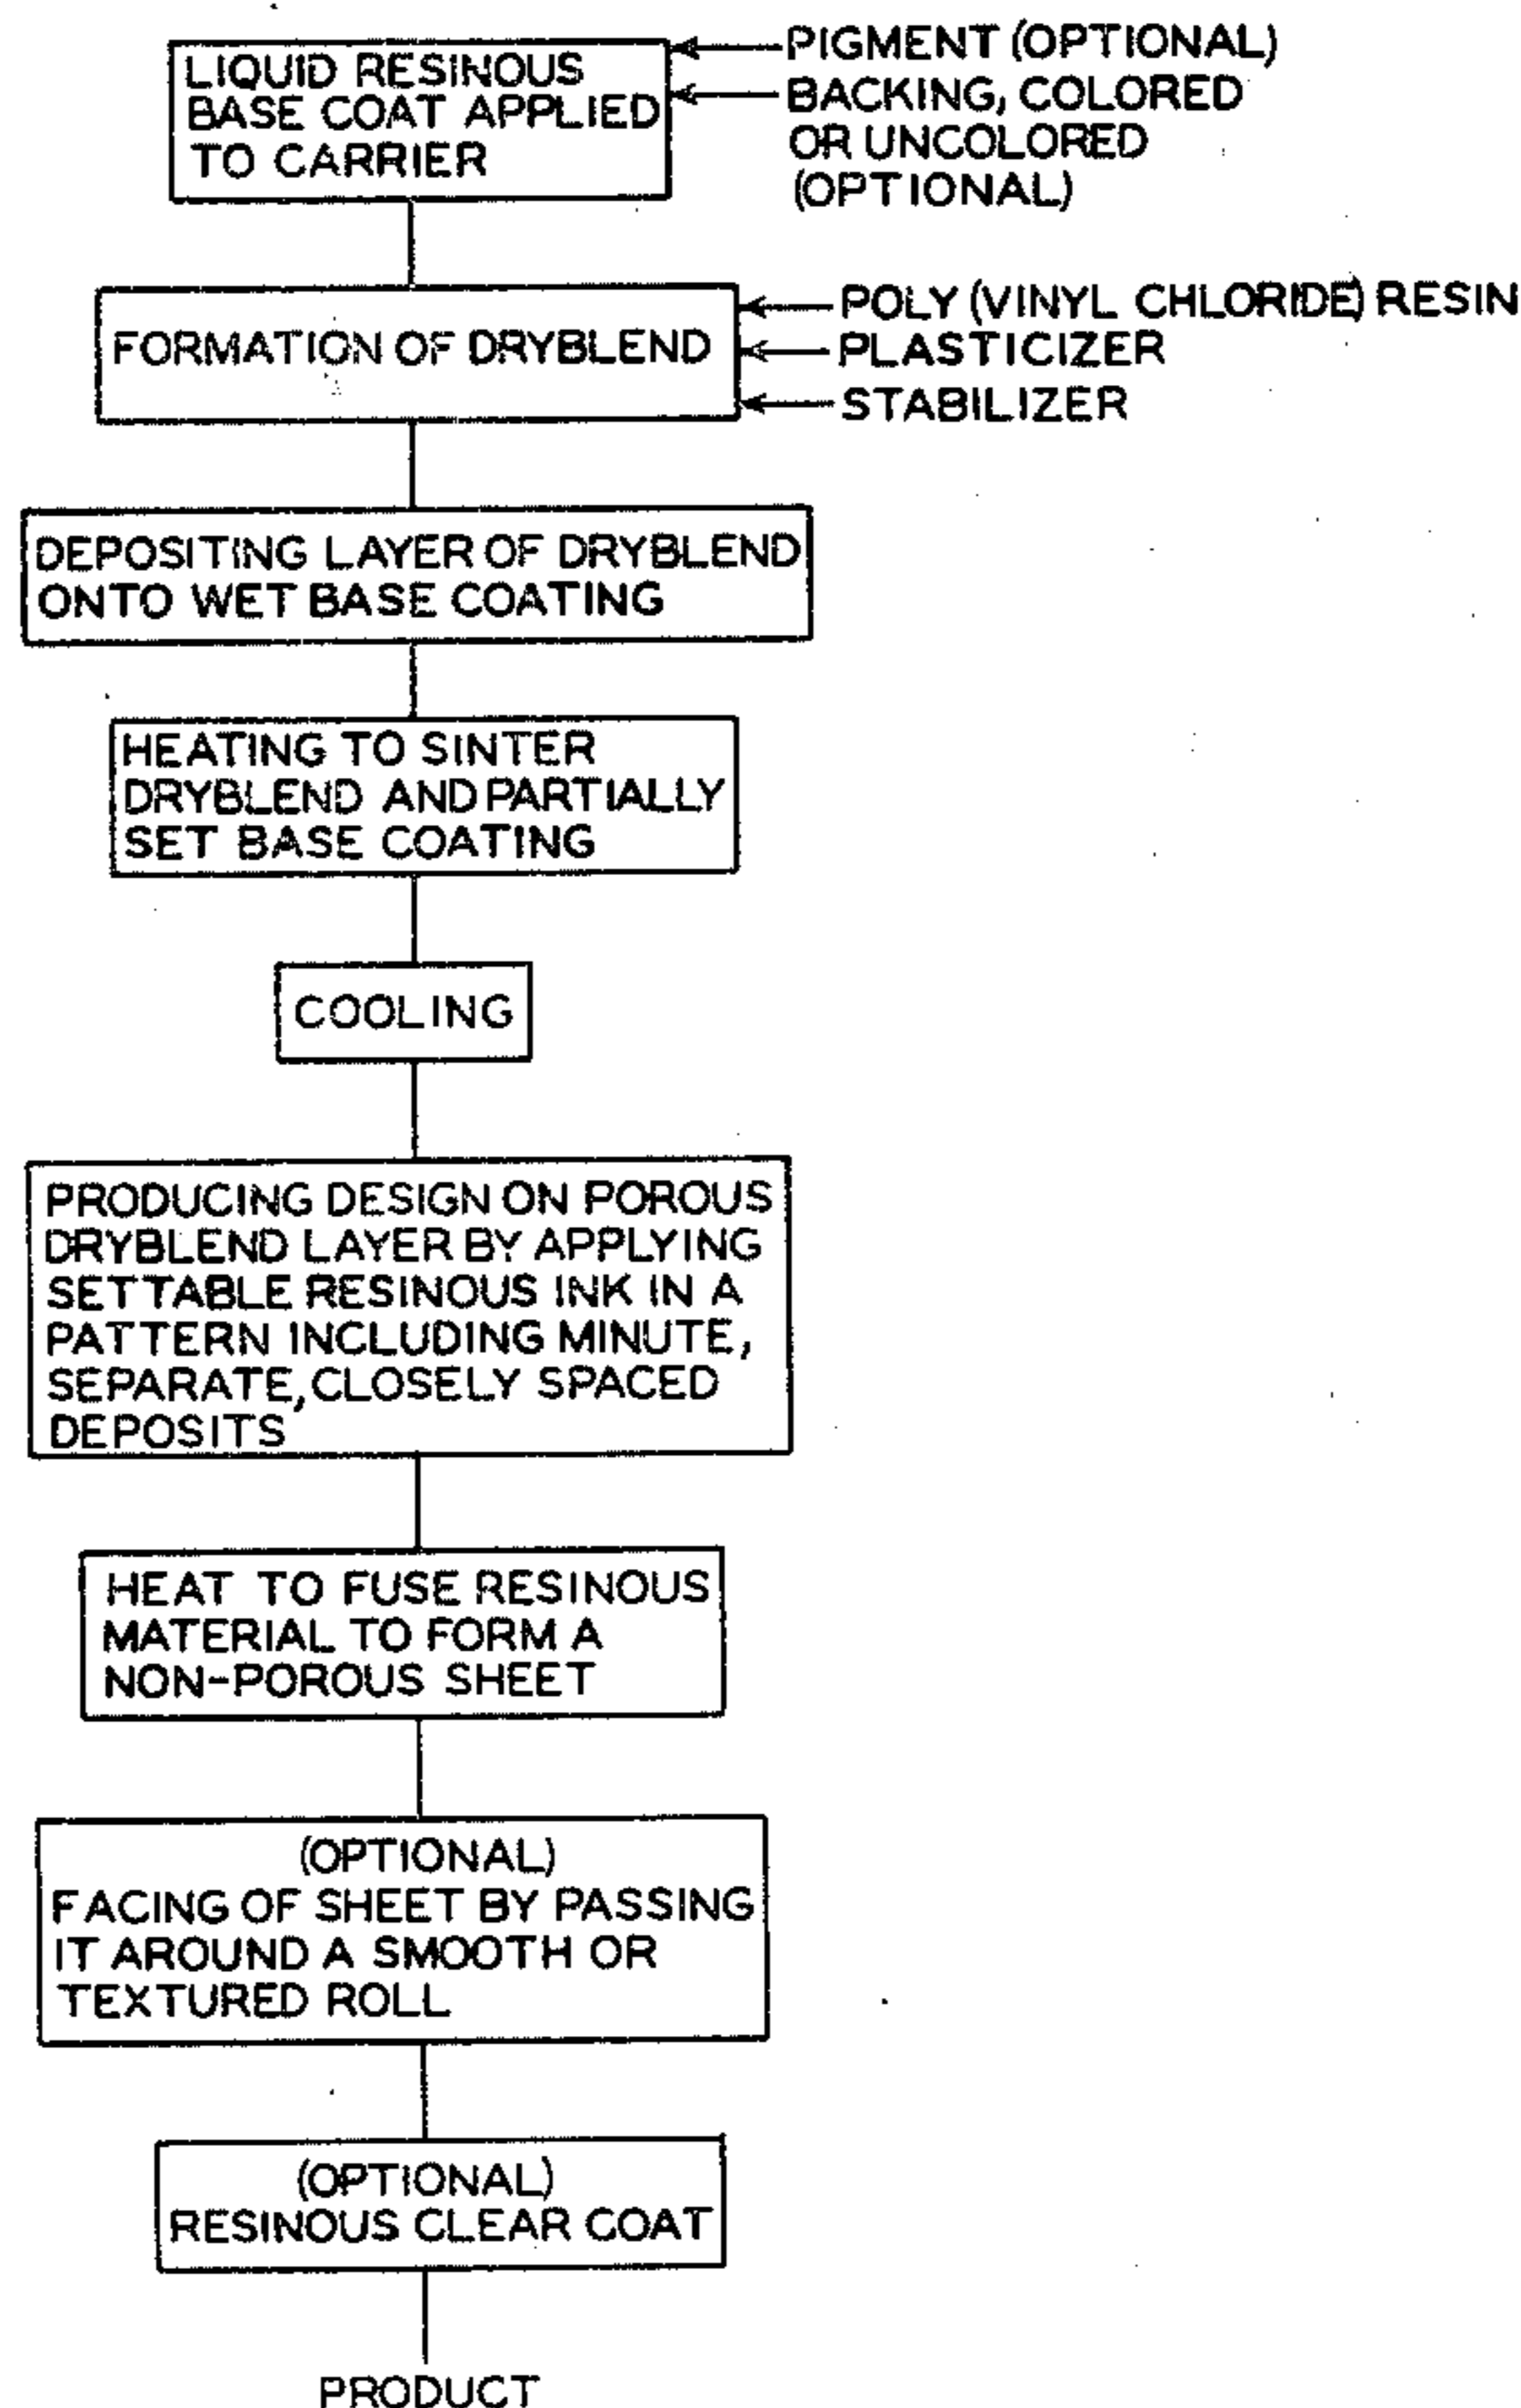 LIQUID RESINOUS
BASE COAT APPLIED
TO CARRIER
PIGMENT (OPTIONAL)
BACKING, COLORED
OR UNCOLORED
(OPTIONAL)
FORMATION OF DRYBLEND
POLY (VINYL CHLORIDE) RESIN
PLASTICIZER
STABILIZER
DEPOSITING LAYER OF DRYBLEND
ONTO WET BASE COATING
HEATING TO SINTER
DRYBLEND AND PARTIALLY
SET BASE COATING
COOLING
PRODUCING DESIGN ON POROUS
DRYBLEND LAYER BY APPLYING
SETTABLE RESINOUS INK IN A
PATTERN INCLUDING MINUTE,
SEPARATE, CLOSELY SPACED
DEPOSITS
HEAT TO FUSE RESINOUS
MATERIAL TO FORM A
NON-POROUS SHEET
(OPTIONAL)
FACING OF SHEET BY PASSING
IT AROUND A SMOOTH OR
TEXTURED ROLL
(OPTIONAL)
RESINOUS CLEAR COAT
PRODUCT